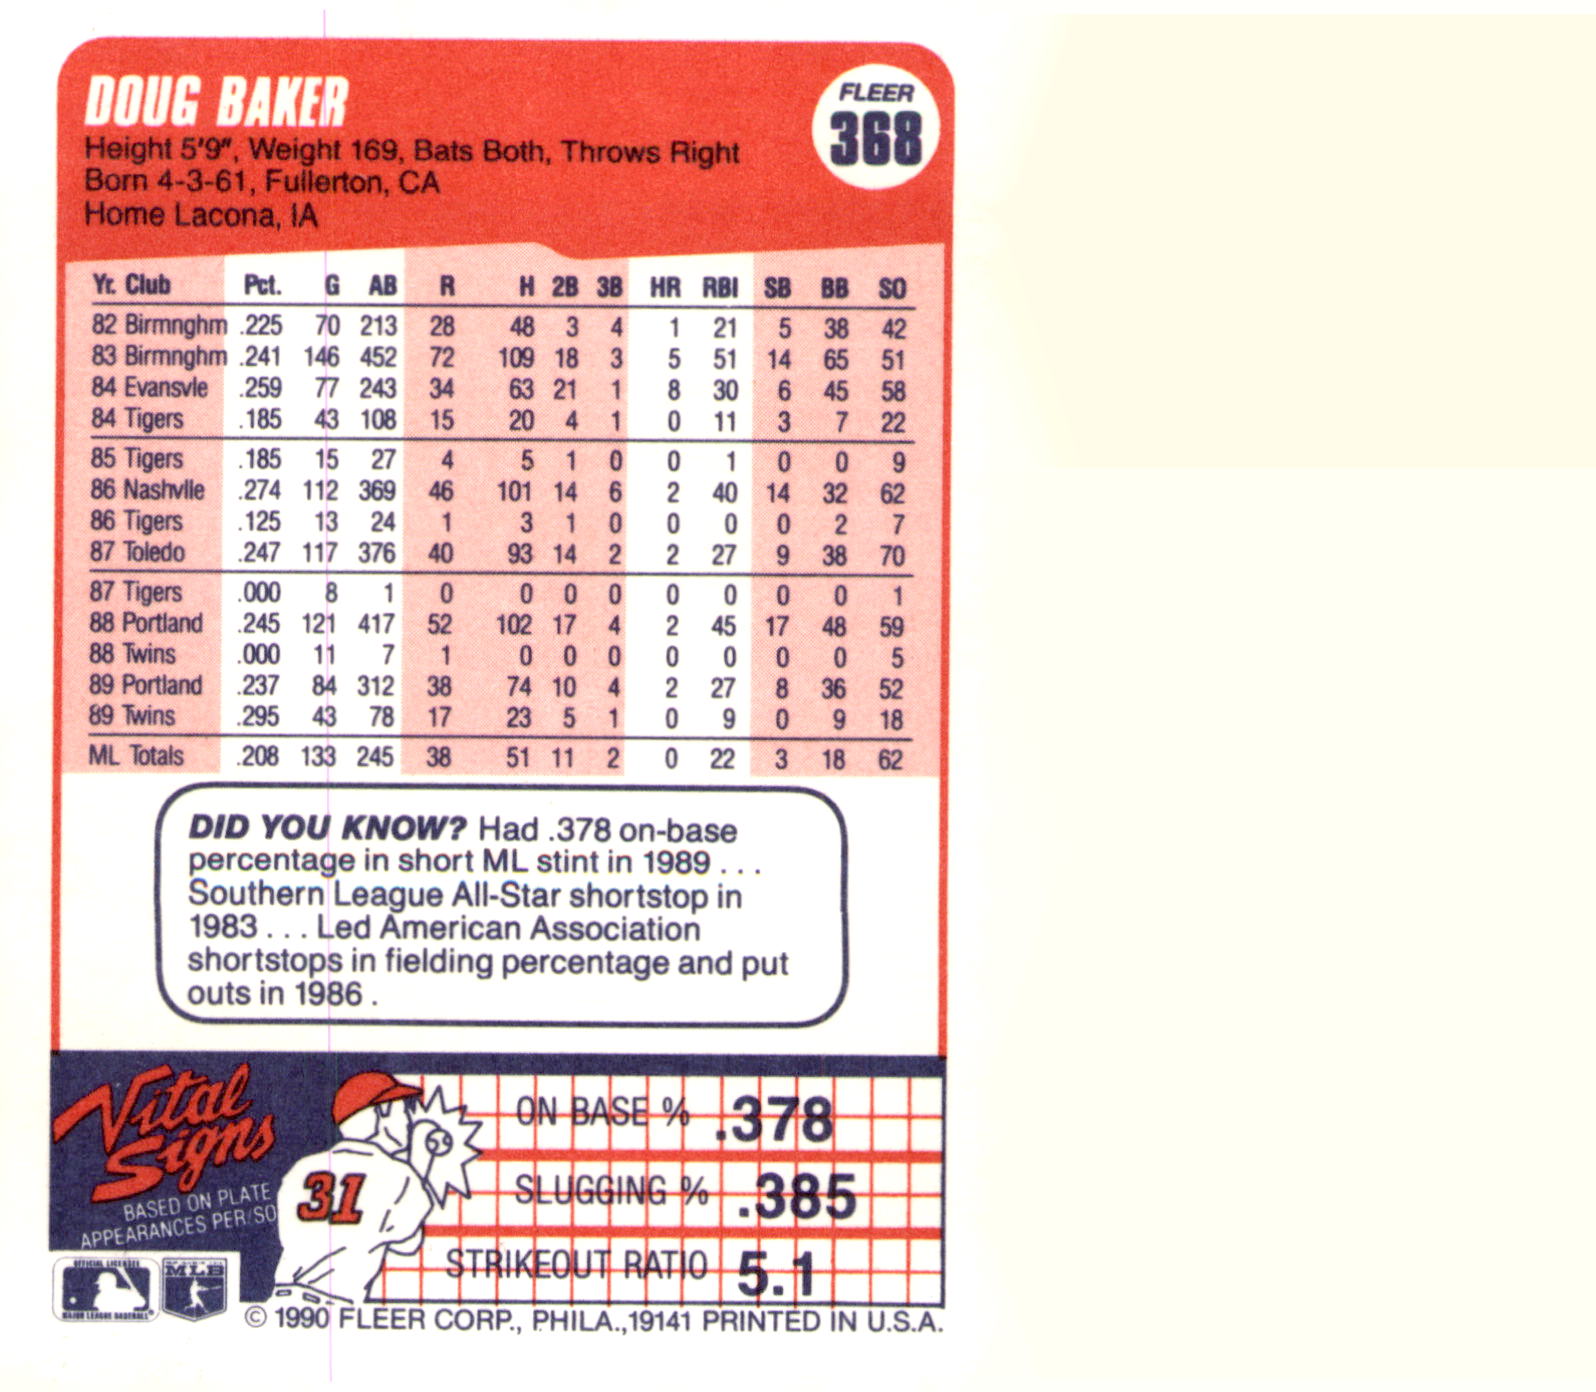 DOUG BAKER
FLEER
368
Height 5'9", Weight 169, Bats Both, Throws Right
Born 4-3-61, Fullerton, CA
Home Lacona, IA
Yr. Club Pct. G AB R H 2B 3B HR RBI SB BB SO
82 Birmnghm .225 70 213 28 48 3 4 1 21 5 38 42
83 Birmnghm .241 146 452 72 109 18 3 5 51 14 65 51
84 Evansvle .259 77 243 34 63 21 1 8 30 6 45 58
84 Tigers .185 43 108 15 20 4 1 0 11 3 7 22
85 Tigers .185 15 27 4 5 1 0 0 1 0 0 9
86 Nashvlle .274 112 369 46 101 14 6 2 40 14 32 62
86 Tigers .125 13 24 1 3 1 0 0 0 0 2 7
87 Toledo .247 117 376 40 93 14 2 2 27 9 38 70
87 Tigers .000 8 1 0 0 0 0 0 0 0 0 1
88 Portland .245 121 417 52 102 17 4 2 45 17 48 59
88 Twins .000 11 7 1 0 0 0 0 0 0 0 5
89 Portland .237 84 312 38 74 10 4 2 27 8 36 52
89 Twins .295 43 78 17 23 5 1 0 9 0 9 18
ML Totals .208 133 245 38 51 11 2 0 22 3 18 62
DID YOU KNOW? Had .378 on-base
percentage in short ML stint in 1989 . . .
Southern League All-Star shortstop in
1983 . . . Led American Association
shortstops in fielding percentage and put
outs in 1986 .
Vital
Signs
BASED ON PLATE
APPEARANCES PER/SO
31
ON BASE % .378
SLUGGING % .385
STRIKEOUT RATIO 5.1
OFFICIAL LICENSEE
MAJOR LEAGUE BASEBALL
MLB
© 1990 FLEER CORP., PHILA.,19141 PRINTED IN U.S.A.